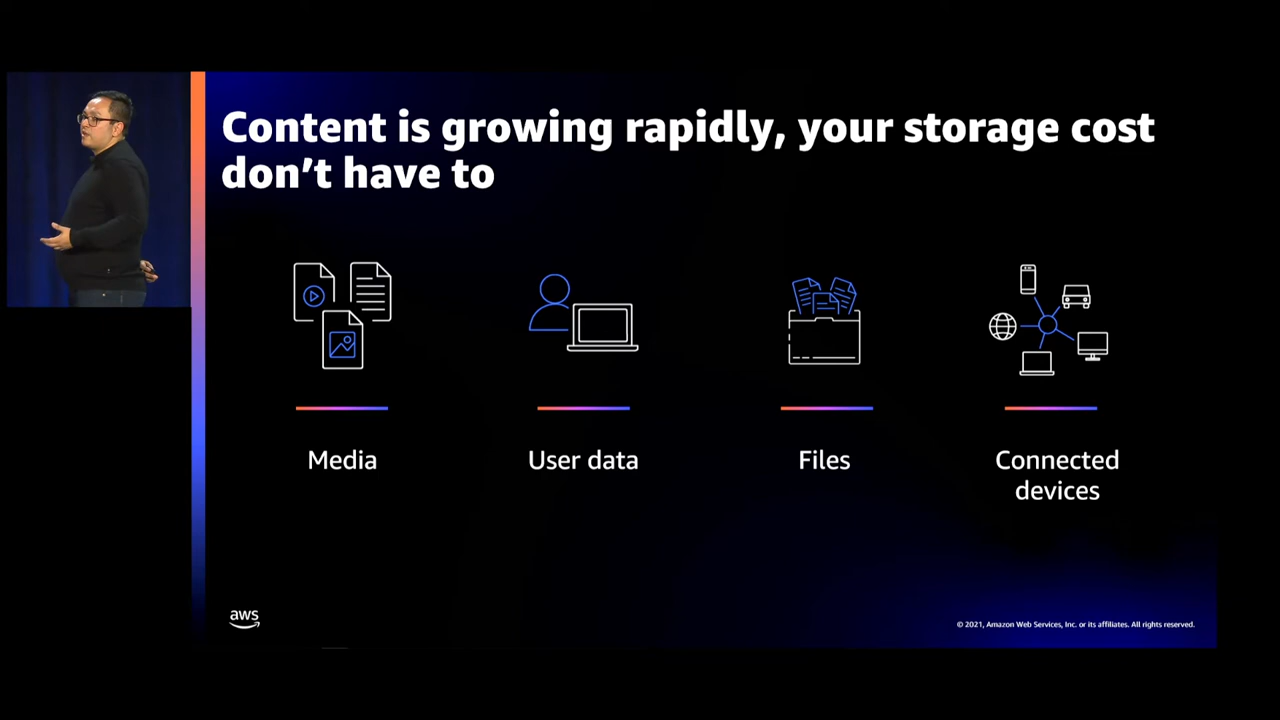 Content is growing rapidly, your storage cost
don’t have to
Media
User data
Files
Connected
devices
aws
© 2021, Amazon Web Services, Inc. or its affiliates. All rights reserved.